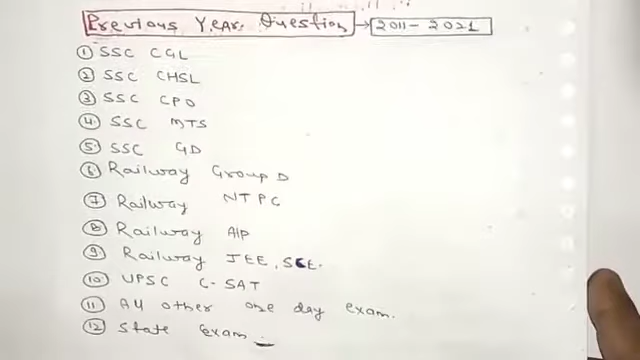 Previous Year Question → 2011 - 2021
① SSC CGL
② SSC CHSL
③ SSC CPO
④ SSC MTS
⑤ SSC GD
⑥ Railway Group D
⑦ Railway NTPC
⑧ Railway AlP
⑨ Railway JEE, SSE.
⑩ UPSC C-SAT
⑪ All other one day exam.
⑫ State Exam